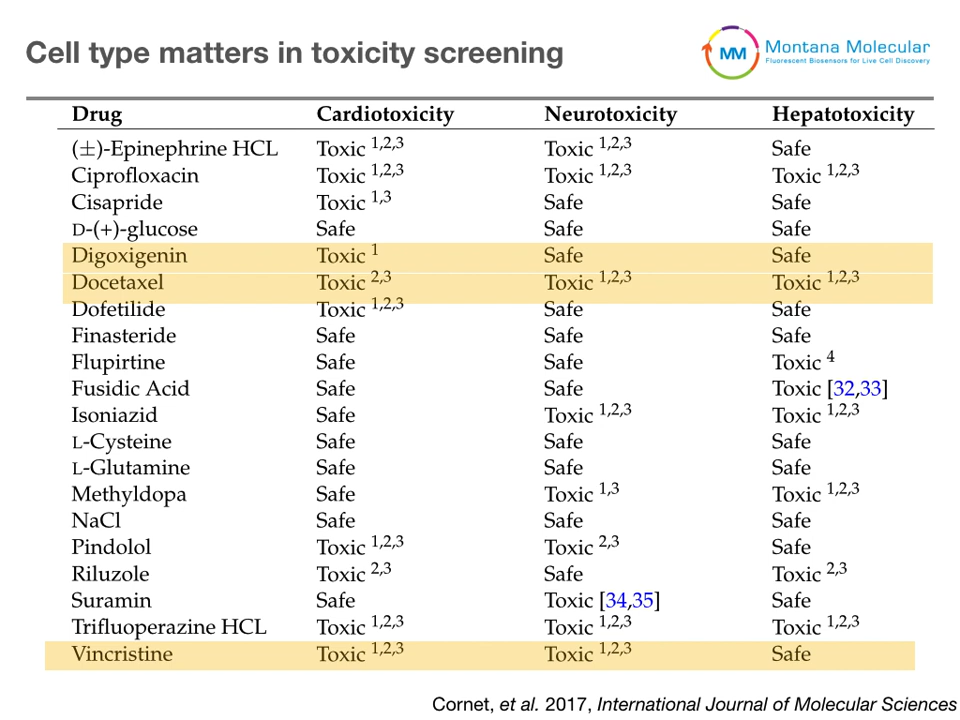 Cell type matters in toxicity screening
MM
Montana Molecular
Fluorescent Biosensors for Live Cell Discovery
Drug Cardiotoxicity Neurotoxicity Hepatotoxicity
(±)-Epinephrine HCL Toxic 1,2,3 Toxic 1,2,3 Safe
Ciprofloxacin Toxic 1,2,3 Toxic 1,2,3 Toxic 1,2,3
Cisapride Toxic 1,3 Safe Safe
D-(+)-glucose Safe Safe Safe
Digoxigenin Toxic 1 Safe Safe
Docetaxel Toxic 2,3 Toxic 1,2,3 Toxic 1,2,3
Dofetilide Toxic 1,2,3 Safe Safe
Finasteride Safe Safe Safe
Flupirtine Safe Safe Toxic 4
Fusidic Acid Safe Safe Toxic [32,33]
Isoniazid Safe Toxic 1,2,3 Toxic 1,2,3
L-Cysteine Safe Safe Safe
L-Glutamine Safe Safe Safe
Methyldopa Safe Toxic 1,3 Toxic 1,2,3
NaCl Safe Safe Safe
Pindolol Toxic 1,2,3 Toxic 2,3 Safe
Riluzole Toxic 2,3 Safe Toxic 2,3
Suramin Safe Toxic [34,35] Safe
Trifluoperazine HCL Toxic 1,2,3 Toxic 1,2,3 Toxic 1,2,3
Vincristine Toxic 1,2,3 Toxic 1,2,3 Safe
Cornet, et al. 2017, International Journal of Molecular Sciences